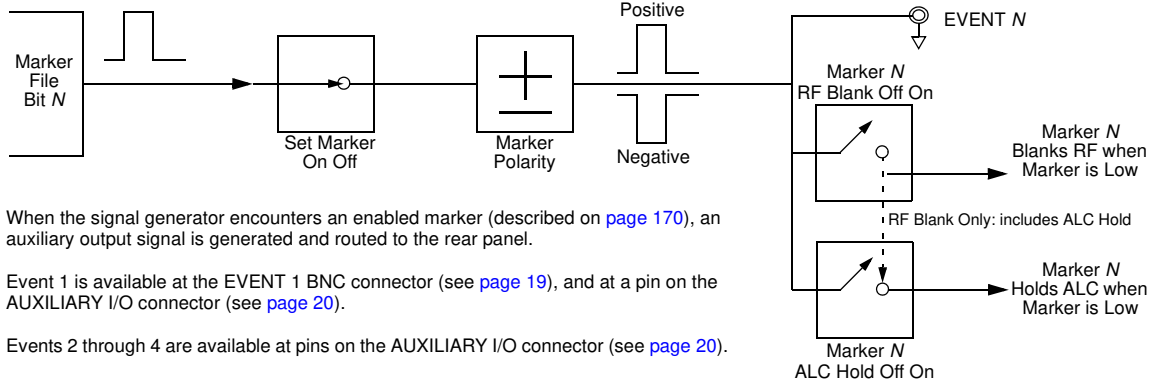 Marker
File
Bit N
Set Marker
On Off
Marker
Polarity
Positive
Negative
EVENT N
Marker N
RF Blank Off On
Marker N
Blanks RF when
Marker is Low
RF Blank Only: includes ALC Hold
Marker N
Holds ALC when
Marker is Low
Marker N
ALC Hold Off On
When the signal generator encounters an enabled marker (described on page 170), an
auxiliary output signal is generated and routed to the rear panel.
Event 1 is available at the EVENT 1 BNC connector (see page 19), and at a pin on the
AUXILIARY I/O connector (see page 20).
Events 2 through 4 are available at pins on the AUXILIARY I/O connector (see page 20).